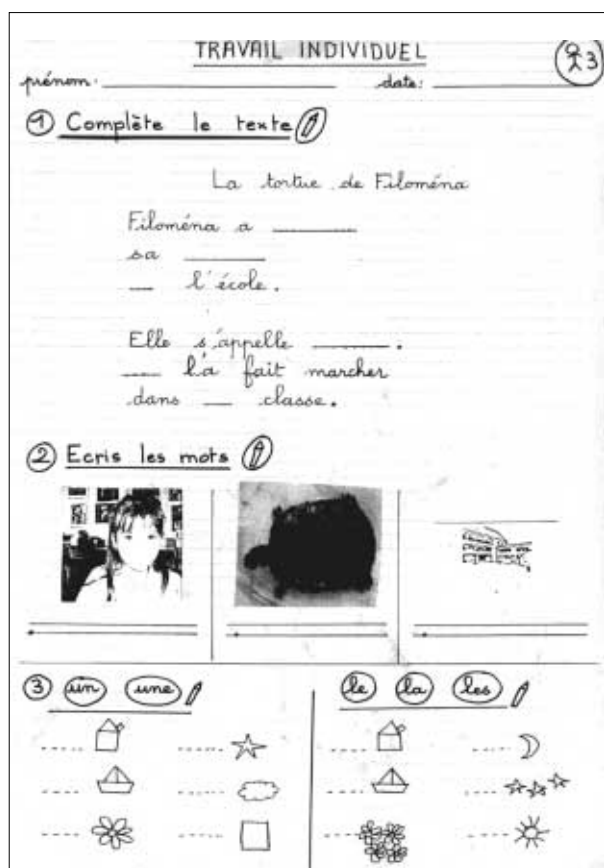 TRAVAIL INDIVIDUEL
3
prénom. date:
1 Complète le texte
La tortue de Filoména
Filoména a
sa
l'école.
Elle s'appelle .
l'a fait marcher
dans classe.
2 Ecris les mots
3 un une
le la les